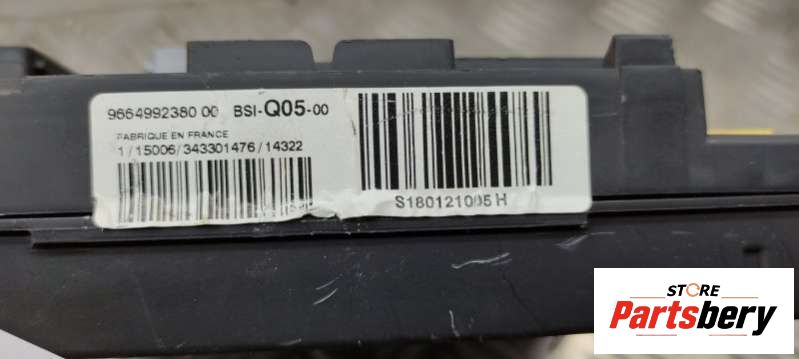 9664992380 00 BSI-Q05-00
FABRIQUE EN FRANCE
1/15006/343301476/14322
S180121005 H
STORE
Partsbery